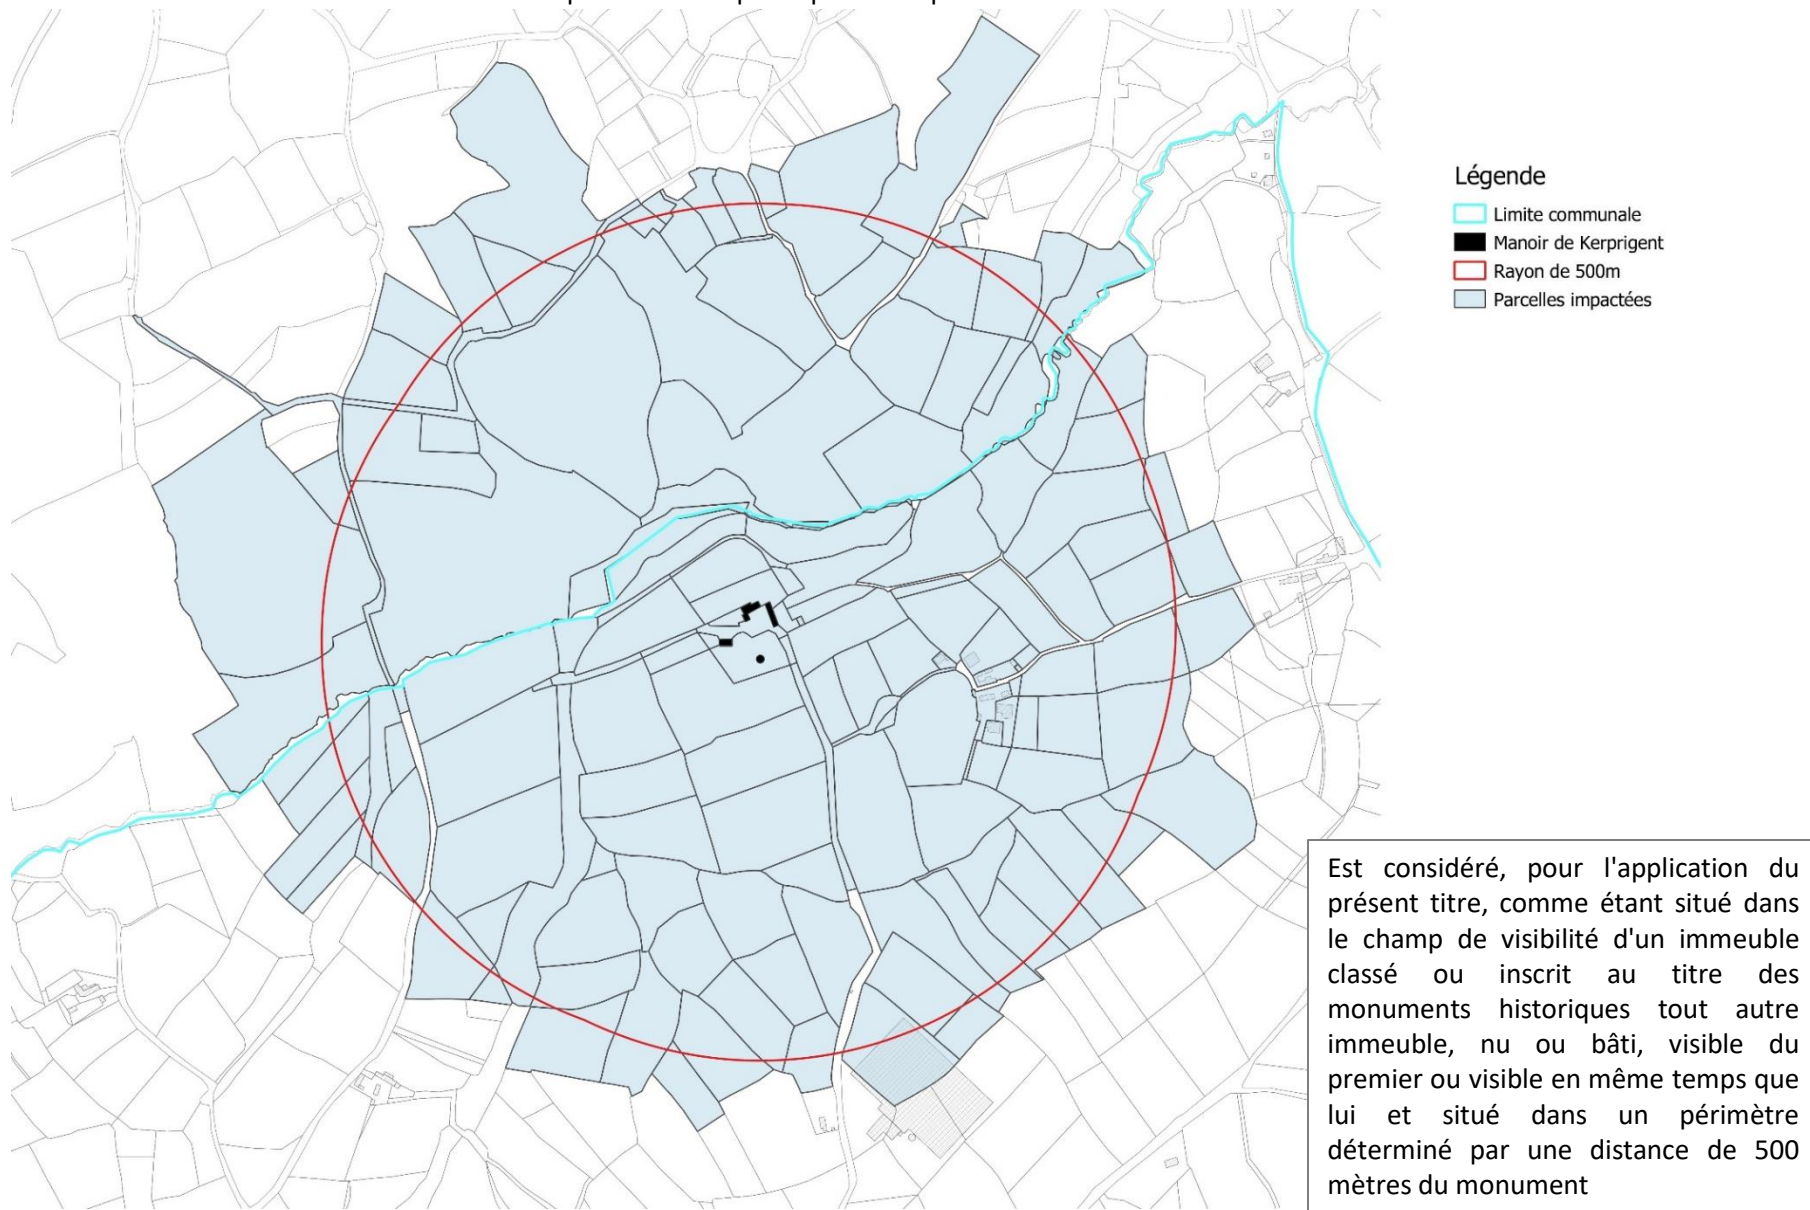 Légende
Limite communale
Manoir de Kerprigent
Rayon de 500m
Parcelles impactées
Est considéré, pour l'application du
présent titre, comme étant situé dans
le champ de visibilité d'un immeuble
classé ou inscrit au titre des
monuments historiques tout autre
immeuble, nu ou bâti, visible du
premier ou visible en même temps que
lui et situé dans un périmètre
déterminé par une distance de 500
mètres du monument